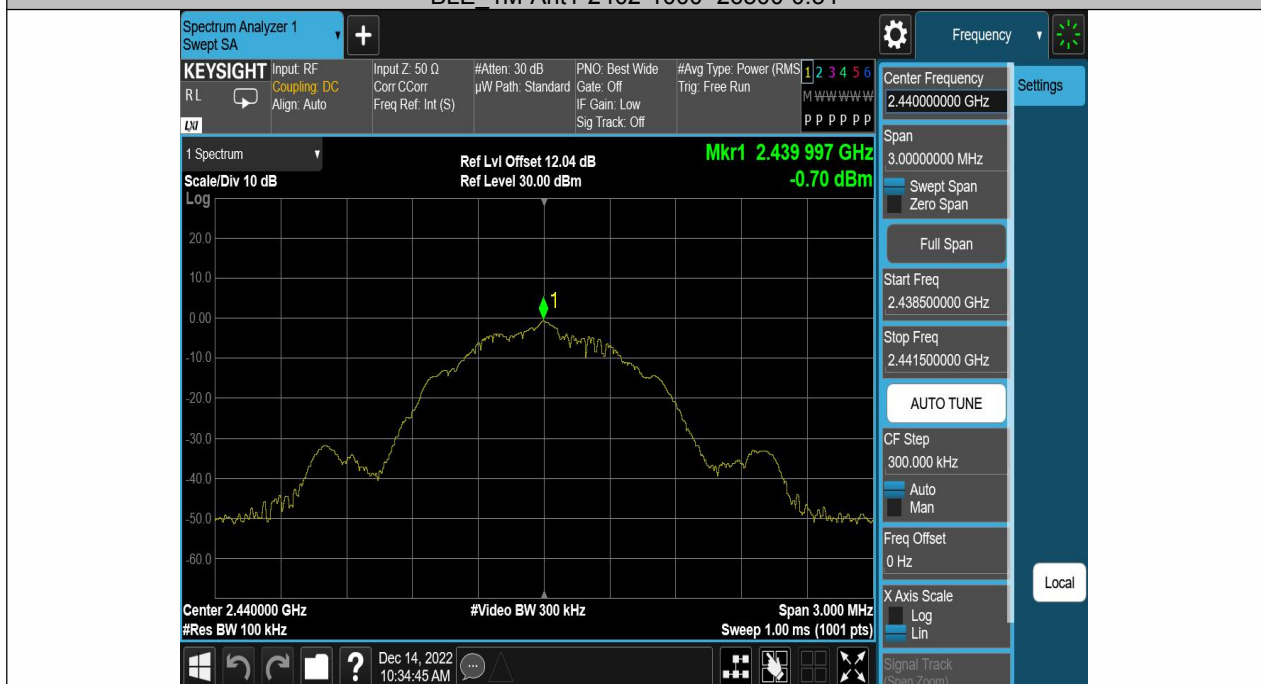 Spectrum Analyzer 1
Swept SA
+
Frequency
KEYSIGHT
RL
LXI
Input: RF
Coupling: DC
Align: Auto
Input Z: 50 Ω
Corr CCorr
Freq Ref: Int (S)
#Atten: 30 dB
µW Path: Standard
PNO: Best Wide
Gate: Off
IF Gain: Low
Sig Track: Off
#Avg Type: Power (RMS
Trig: Free Run
1 2 3 4 5 6
M W W W W W
P P P P P P
1 Spectrum
Scale/Div 10 dB
Log
Ref Lvl Offset 12.04 dB
Ref Level 30.00 dBm
Mkr1 2.439 997 GHz
-0.70 dBm
20.0
10.0
0.00
-10.0
-20.0
-30.0
-40.0
-50.0
-60.0
1
Center 2.440000 GHz
#Res BW 100 kHz
#Video BW 300 kHz
Span 3.000 MHz
Sweep 1.00 ms (1001 pts)
?
Dec 14, 2022
10:34:45 AM
Center Frequency
2.440000000 GHz
Settings
Span
3.00000000 MHz
Swept Span
Zero Span
Full Span
Start Freq
2.438500000 GHz
Stop Freq
2.441500000 GHz
AUTO TUNE
CF Step
300.000 kHz
Auto
Man
Freq Offset
0 Hz
X Axis Scale
Log
Lin
Local
Signal Track
(Span Zoom)